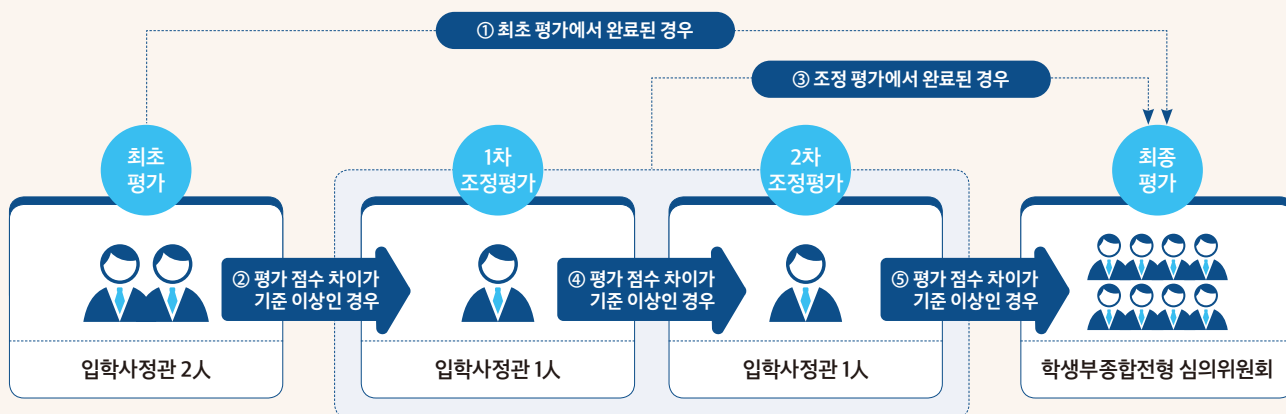 ① 최초 평가에서 완료된 경우
③ 조정 평가에서 완료된 경우
최초
평가
1차
조정평가
2차
조정평가
최종
평가
② 평가 점수 차이가
기준 이상인 경우
④ 평가 점수 차이가
기준 이상인 경우
⑤ 평가 점수 차이가
기준 이상인 경우
입학사정관 2人
입학사정관 1人
입학사정관 1人
학생부종합전형 심의위원회